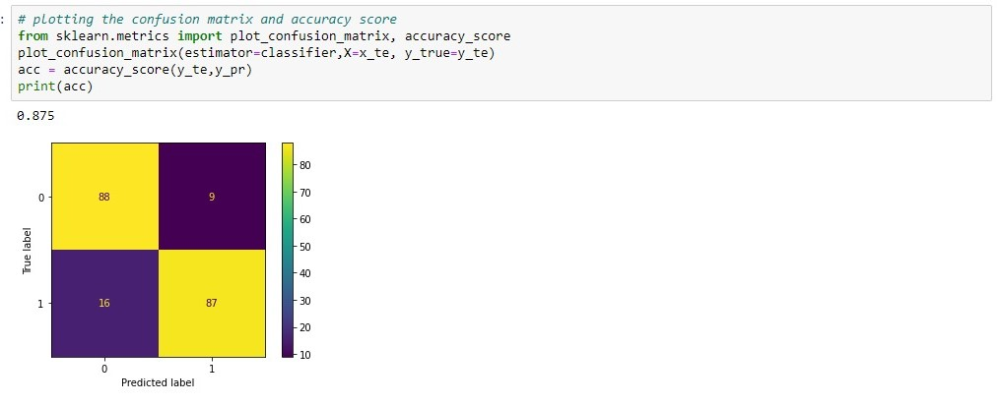 :
# plotting the confusion matrix and accuracy score
from sklearn.metrics import plot_confusion_matrix, accuracy_score
plot_confusion_matrix(estimator=classifier,X=x_te, y_true=y_te)
acc = accuracy_score(y_te,y_pr)
print(acc)
0.875
True label
0
88
9
1
16
87
0
1
Predicted label
80
70
60
50
40
30
20
10